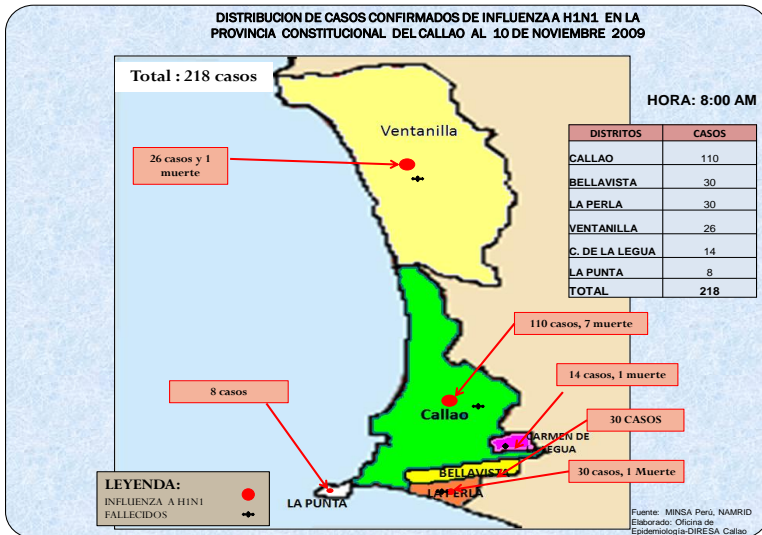 DISTRIBUCION DE CASOS CONFIRMADOS DE INFLUENZA A H1N1 EN LA
PROVINCIA CONSTITUCIONAL DEL CALLAO AL 10 DE NOVIEMBRE 2009
Total : 218 casos
HORA: 8:00 AM
DISTRITOS CASOS
CALLAO 110
BELLAVISTA 30
LA PERLA 30
VENTANILLA 26
C. DE LA LEGUA 14
LA PUNTA 8
TOTAL 218
Ventanilla
26 casos y 1
muerte
110 casos, 7 muerte
14 casos, 1 muerte
8 casos
Callao
30 CASOS
CARMEN DE
LEGUA
BELLAVISTA
30 casos, 1 Muerte
LA PERLA
LA PUNTA
LEYENDA:
INFLUENZA A H1N1
FALLECIDOS
Fuente: MINSA Perú, NAMRID
Elaborado: Oficina de
Epidemiología-DIRESA Callao